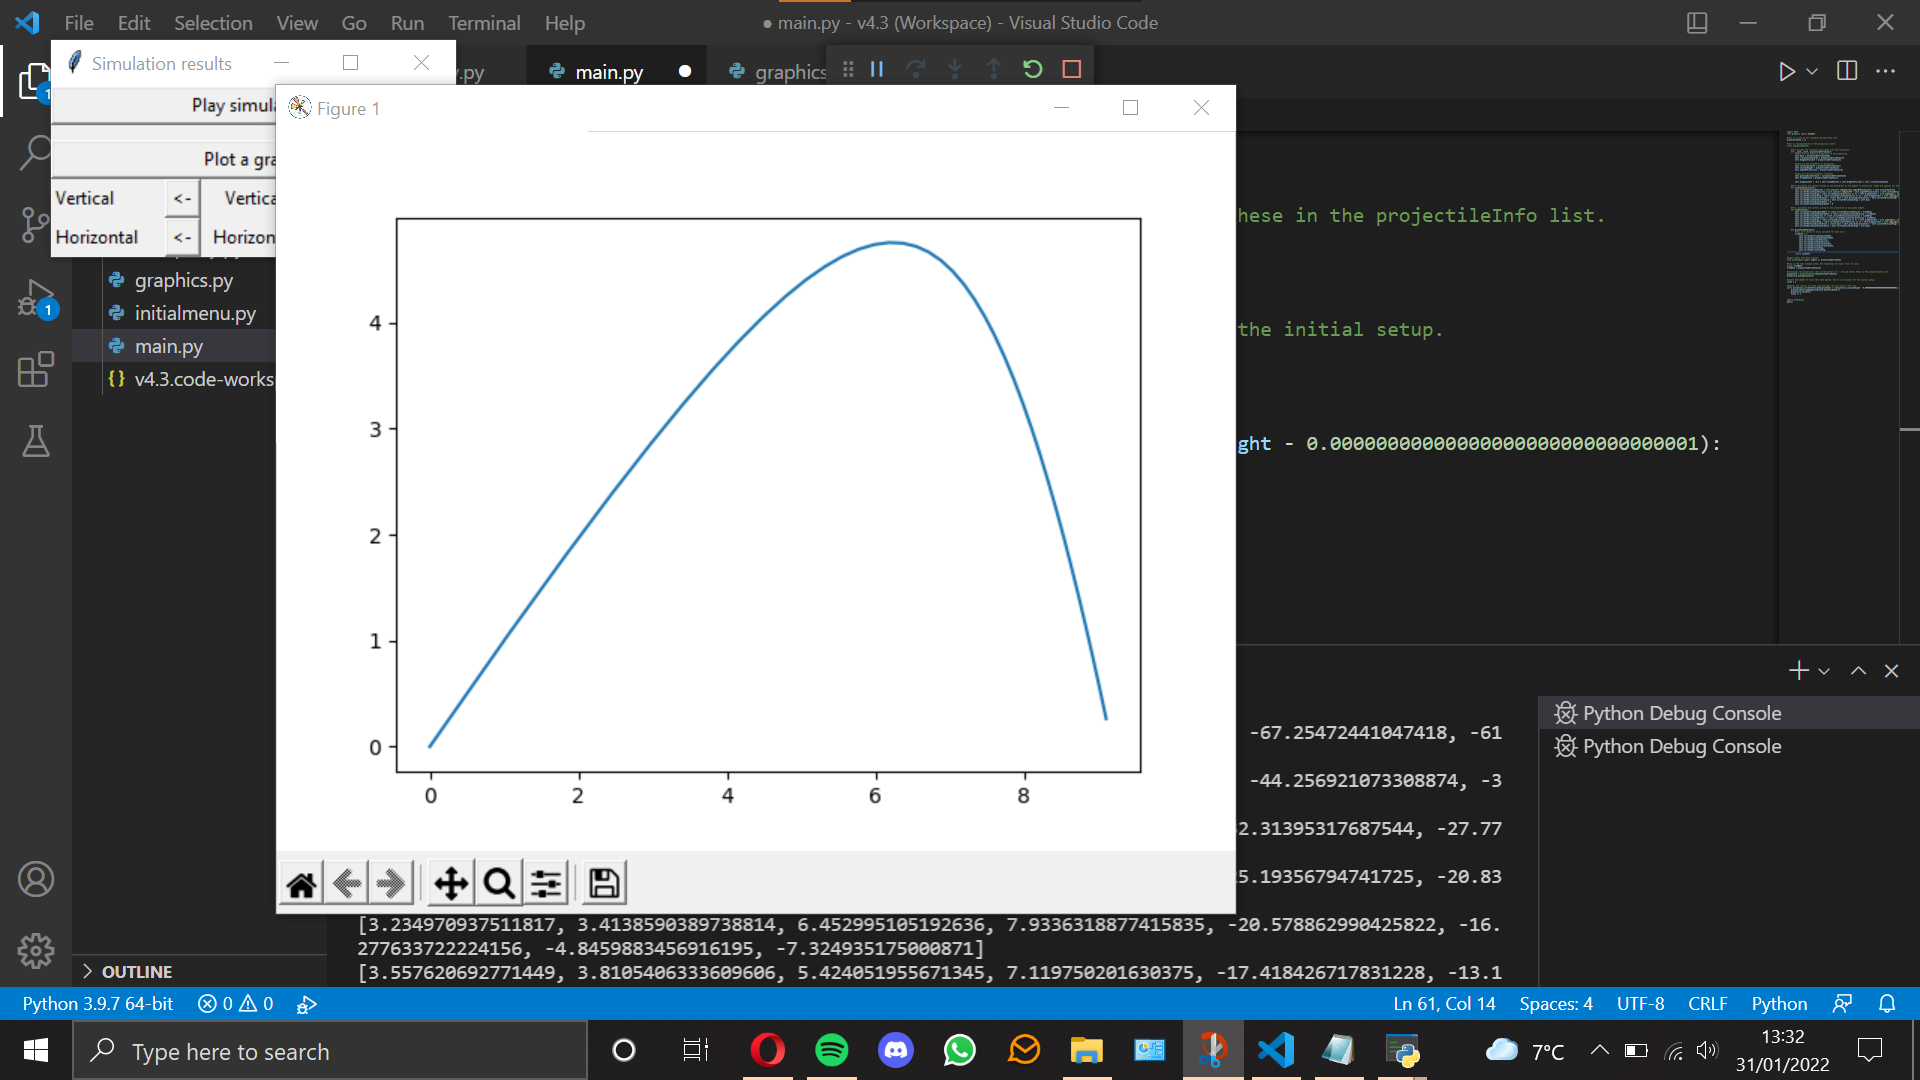 File Edit Selection View Go Run Terminal Help
main.py - v4.3 (Workspace) - Visual Studio Code
Simulation results
main.py
graphics
Play simula
Figure 1
Plot a gra
Vertical <- Vertica
Horizontal <- Horizon
graphics.py
initialmenu.py
main.py
{} v4.3.code-works
1
1
4
3
2
1
0
0 2 4 6 8
hese in the projectileInfo list.
the initial setup.
Python Debug Console
Python Debug Console
-67.25472441047418, -61
-44.256921073308874, -3
2.31395317687544, -27.77
5.19356794741725, -20.83
[3.234970937511817, 3.4138590389738814, 6.452995105192636, 7.9336318877415835, -20.578862990425822, -16.
277633722224156, -4.8459883456916195, -7.324935175000871]
[3.557620692771449, 3.8105406333609606, 5.424051955671345, 7.119750201630375, -17.418426717831228, -13.1
OUTLINE
Python 3.9.7 64-bit 0 0 Ln 61, Col 14 Spaces: 4 UTF-8 CRLF Python
Type here to search
7°C
13:32
31/01/2022